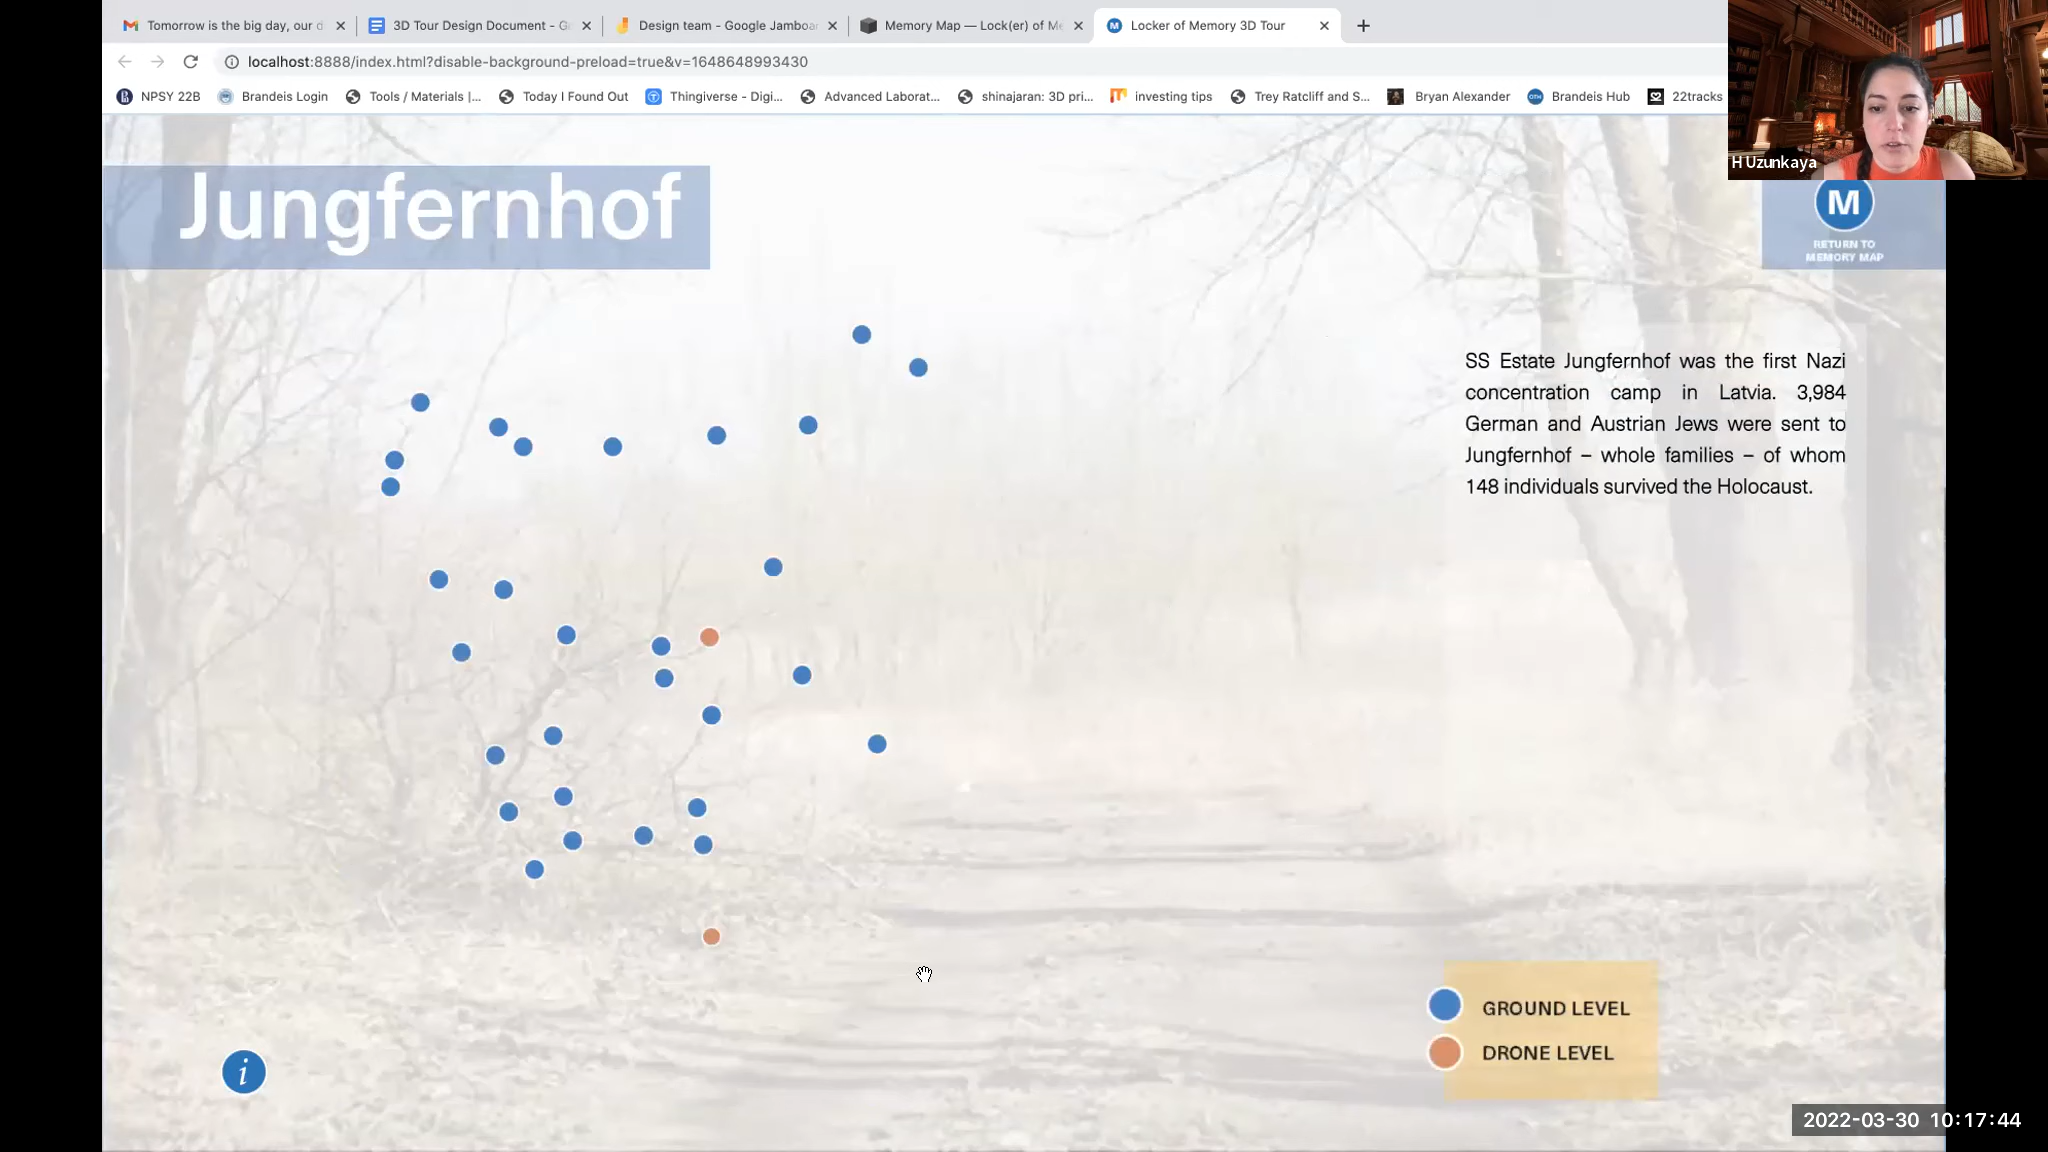 Tomorrow is the big day, our d
3D Tour Design Document - G
Design team - Google Jamboar
Memory Map — Lock(er) of Me
Locker of Memory 3D Tour
localhost:8888/index.html?disable-background-preload=true&v=1648648993430
NPSY 22B
Brandeis Login
Tools / Materials |...
Today I Found Out
Thingiverse - Digi...
Advanced Laborat...
shinajaran: 3D pri...
investing tips
Trey Ratcliff and S...
Bryan Alexander
Brandeis Hub
22tracks
H Uzunkaya
Jungfernhof
M
RETURN TO
MEMORY MAP
SS Estate Jungfernhof was the first Nazi
concentration camp in Latvia. 3,984
German and Austrian Jews were sent to
Jungfernhof – whole families – of whom
148 individuals survived the Holocaust.
GROUND LEVEL
DRONE LEVEL
i
2022-03-30 10:17:44